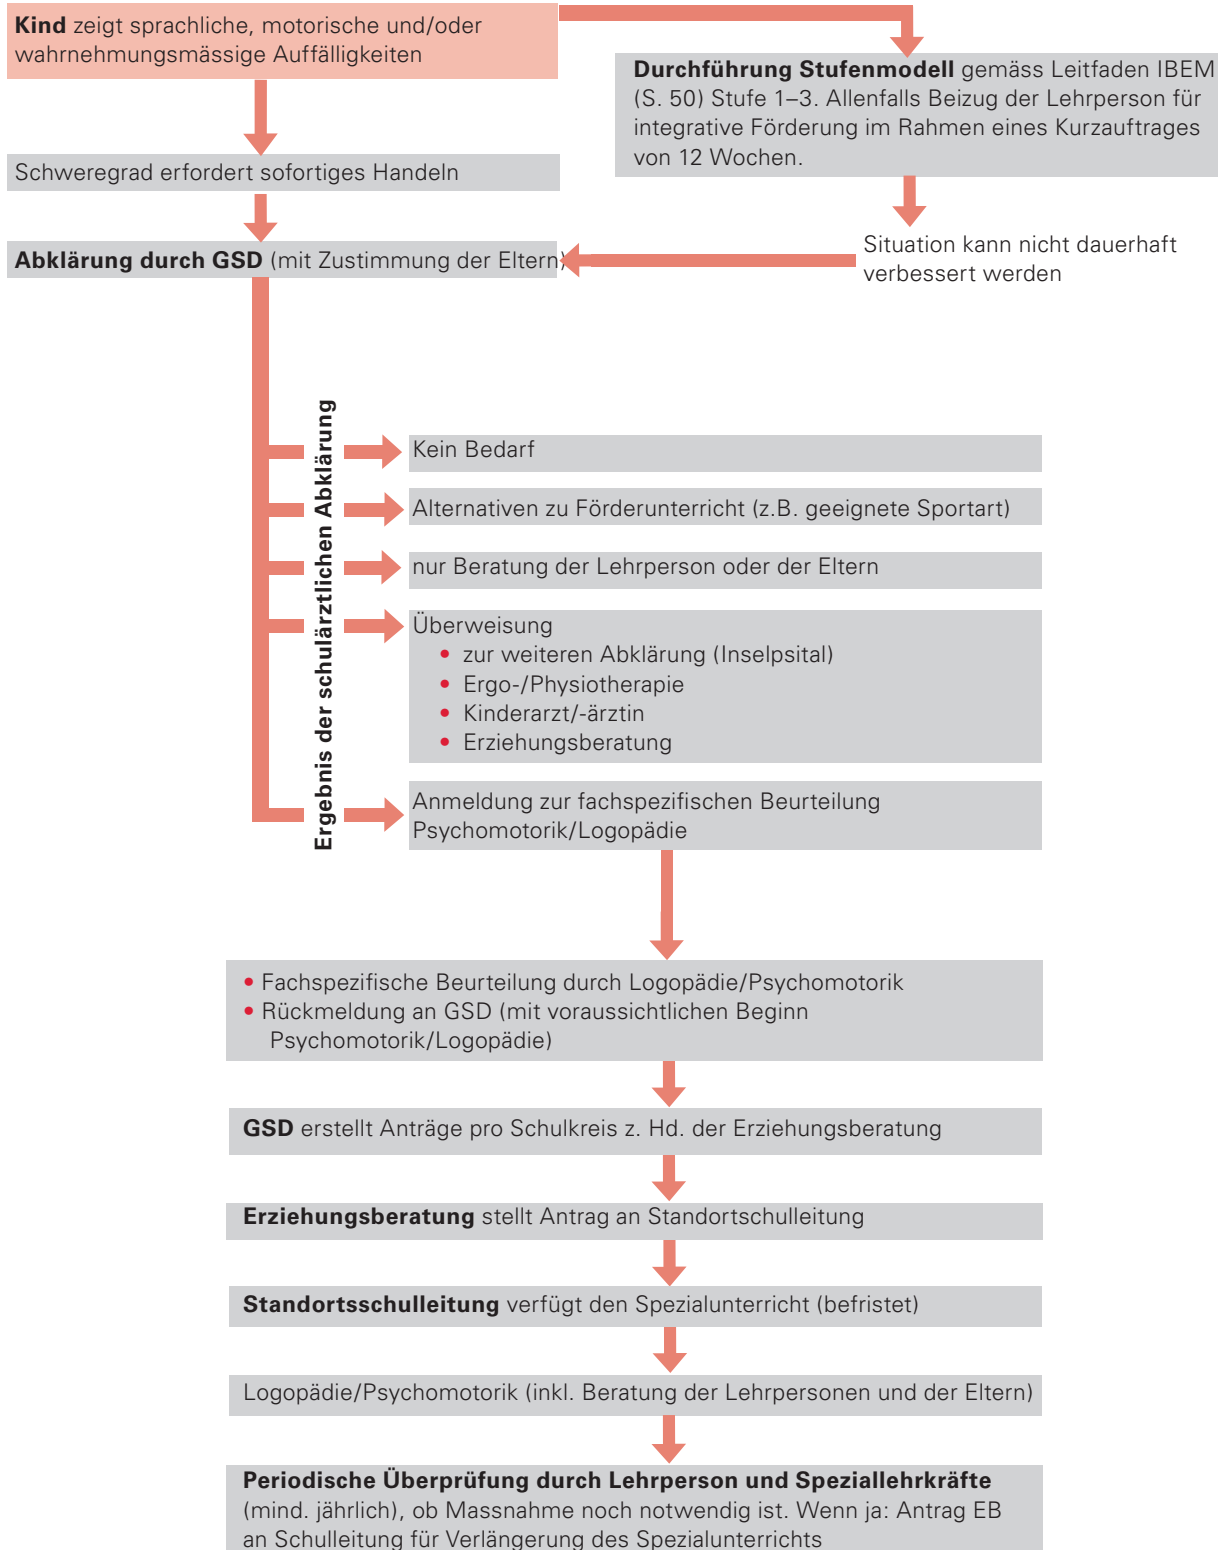 Kind zeigt sprachliche, motorische und/oder
wahrnehmungsmässige Auffälligkeiten
Durchführung Stufenmodell gemäss Leitfaden IBEM
(S. 50) Stufe 1–3. Allenfalls Beizug der Lehrperson für
integrative Förderung im Rahmen eines Kurzauftrages
von 12 Wochen.
Schweregrad erfordert sofortiges Handeln
Situation kann nicht dauerhaft
verbessert werden
Abklärung durch GSD (mit Zustimmung der Eltern)
Ergebnis der schulärztlichen Abklärung
Kein Bedarf
Alternativen zu Förderunterricht (z.B. geeignete Sportart)
nur Beratung der Lehrperson oder der Eltern
Überweisung
• zur weiteren Abklärung (Inselpsital)
• Ergo-/Physiotherapie
• Kinderarzt/-ärztin
• Erziehungsberatung
Anmeldung zur fachspezifischen Beurteilung
Psychomotorik/Logopädie
• Fachspezifische Beurteilung durch Logopädie/Psychomotorik
• Rückmeldung an GSD (mit voraussichtlichen Beginn
Psychomotorik/Logopädie)
GSD erstellt Anträge pro Schulkreis z. Hd. der Erziehungsberatung
Erziehungsberatung stellt Antrag an Standortschulleitung
Standortsschulleitung verfügt den Spezialunterricht (befristet)
Logopädie/Psychomotorik (inkl. Beratung der Lehrpersonen und der Eltern)
Periodische Überprüfung durch Lehrperson und Speziallehrkräfte
(mind. jährlich), ob Massnahme noch notwendig ist. Wenn ja: Antrag EB
an Schulleitung für Verlängerung des Spezialunterrichts